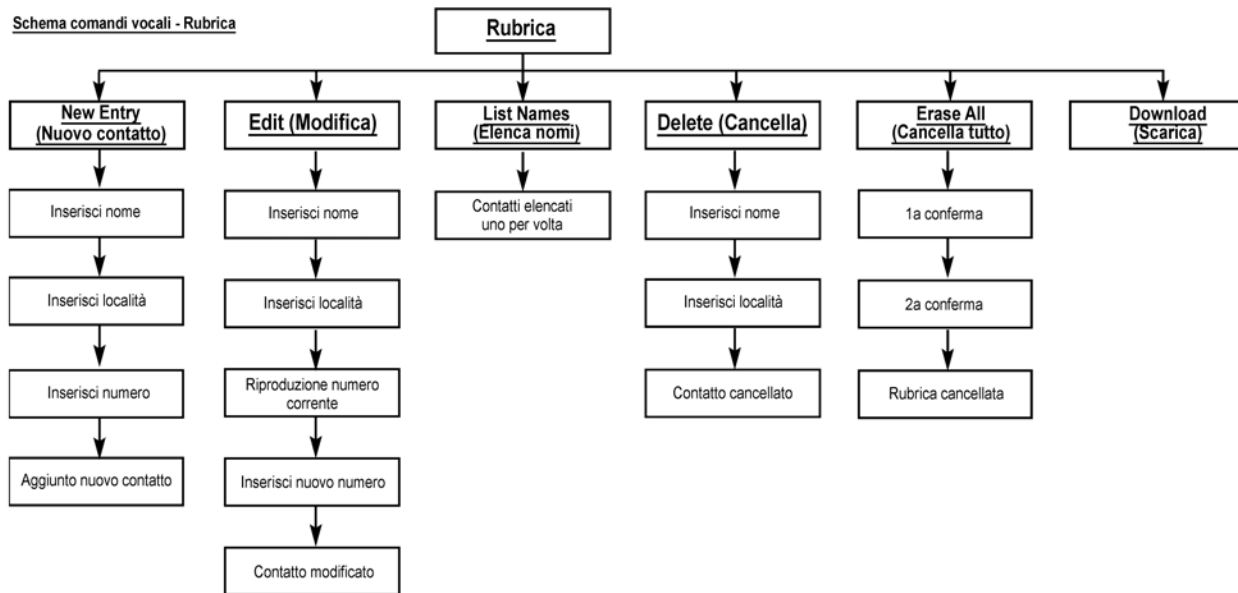 Schema comandi vocali - Rubrica
Rubrica
New Entry
(Nuovo contatto)
Edit (Modifica)
List Names
(Elenca nomi)
Delete (Cancella)
Erase All
(Cancella tutto)
Download
(Scarica)
Inserisci nome
Inserisci nome
Contatti elencati
uno per volta
Inserisci nome
1a conferma
Inserisci località
Inserisci località
Inserisci località
2a conferma
Inserisci numero
Riproduzione numero
corrente
Contatto cancellato
Rubrica cancellata
Aggiunto nuovo contatto
Inserisci nuovo numero
Contatto modificato